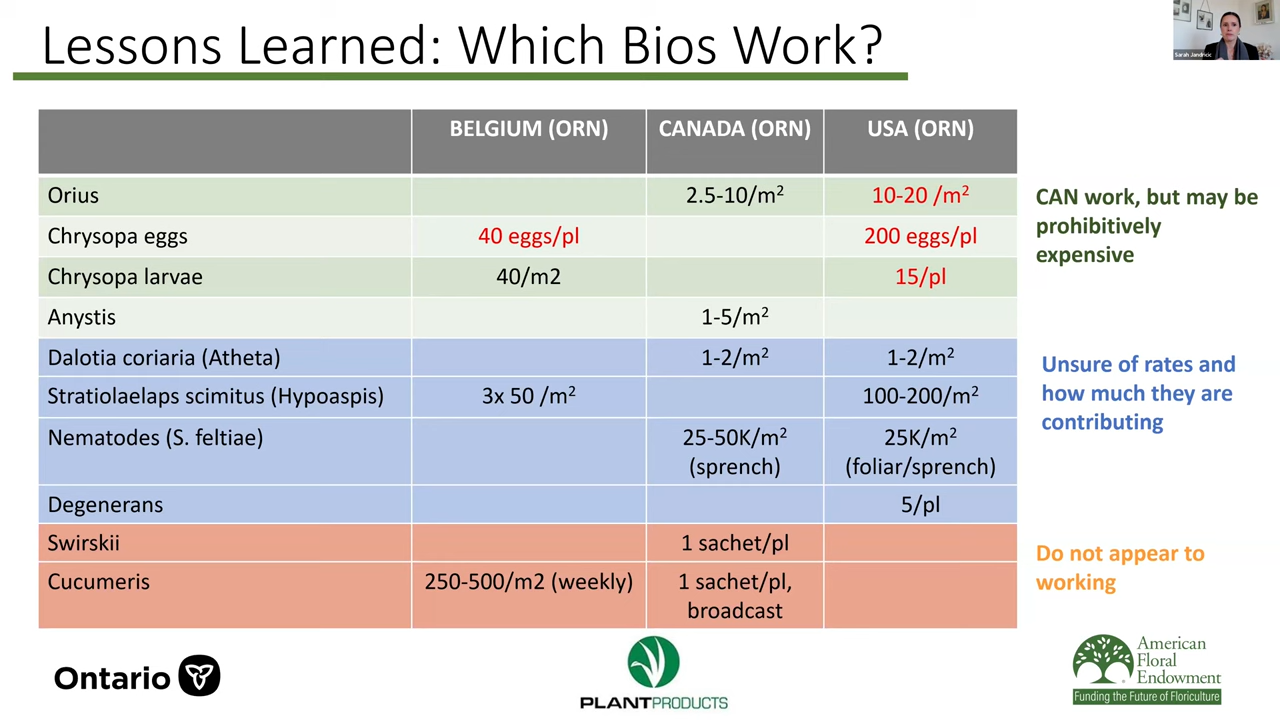 Lessons Learned: Which Bios Work?
Sarah Jandricic
BELGIUM (ORN) CANADA (ORN) USA (ORN)
Orius 2.5-10/m² 10-20 /m²
Chrysopa eggs 40 eggs/pl 200 eggs/pl
Chrysopa larvae 40/m2 15/pl
Anystis 1-5/m²
Dalotia coriaria (Atheta) 1-2/m² 1-2/m²
Stratiolaelaps scimitus (Hypoaspis) 3x 50 /m² 100-200/m²
Nematodes (S. feltiae) 25-50K/m² 25K/m²
(sprench) (foliar/sprench)
Degenerans 5/pl
Swirskii 1 sachet/pl
Cucumeris 250-500/m2 (weekly) 1 sachet/pl,
broadcast
CAN work, but may be
prohibitively
expensive
Unsure of rates and
how much they are
contributing
Do not appear to
working
Ontario
PLANTPRODUCTS
American
Floral
Endowment
Funding the Future of Floriculture